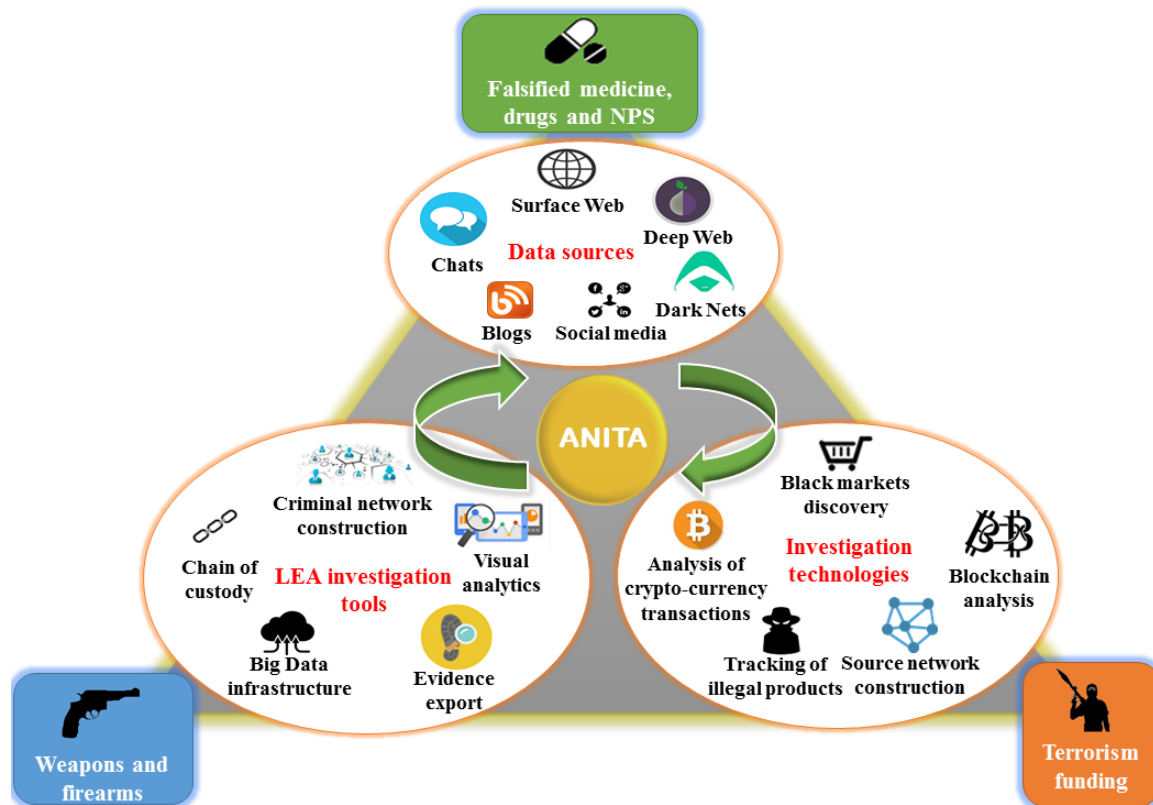 Falsified medicine,
drugs and NPS
Surface Web
Deep Web
Chats
Data sources
Dark Nets
Blogs
Social media
ANITA
Criminal network
construction
Chain of
custody
LEA investigation
tools
Visual
analytics
Big Data
infrastructure
Evidence
export
Black markets
discovery
Analysis of
crypto-currency
transactions
Investigation
technologies
Blockchain
analysis
Tracking of
illegal products
Source network
construction
Weapons and
firearms
Terrorism
funding